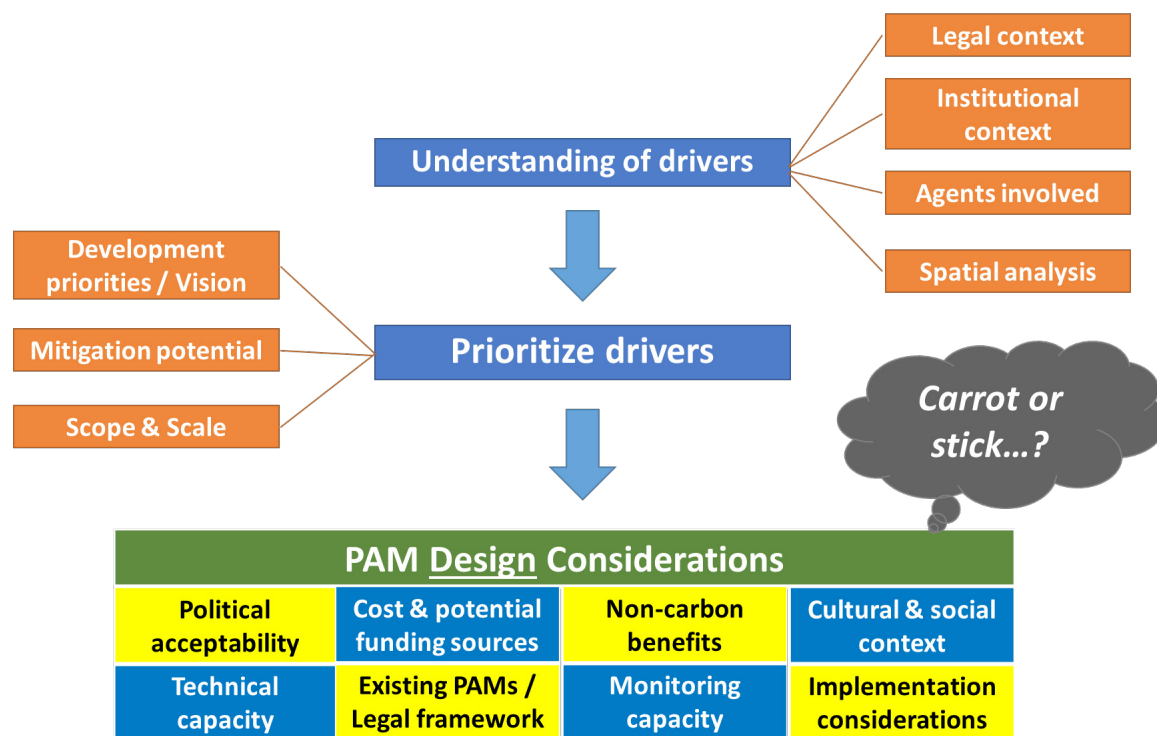 Legal context
Institutional
context
Understanding of drivers
Agents involved
Development
priorities / Vision
Spatial analysis
Mitigation potential
Prioritize drivers
Scope & Scale
Carrot or
stick...?
PAM Design Considerations
Political
acceptability
Cost & potential
funding sources
Non-carbon
benefits
Cultural & social
context
Technical
capacity
Existing PAMs /
Legal framework
Monitoring
capacity
Implementation
considerations